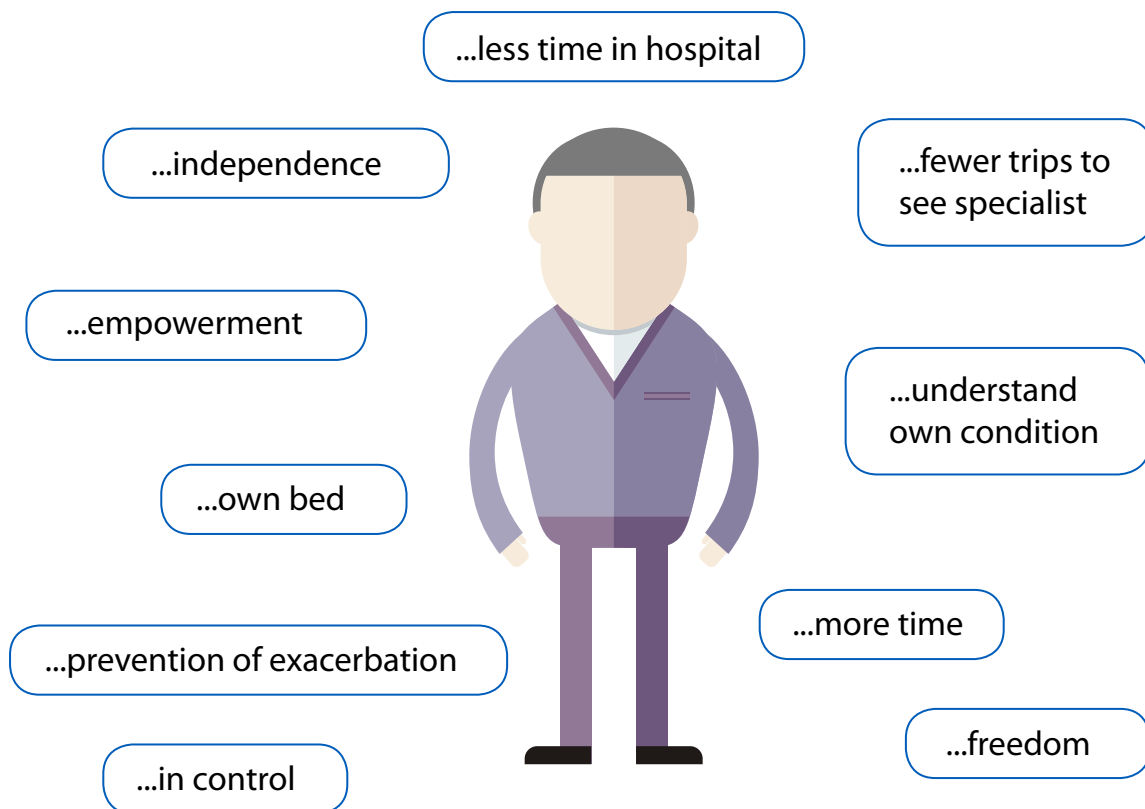 ...less time in hospital
...independence
...fewer trips to
see specialist
...empowerment
...understand
own condition
...own bed
...more time
...prevention of exacerbation
...freedom
...in control